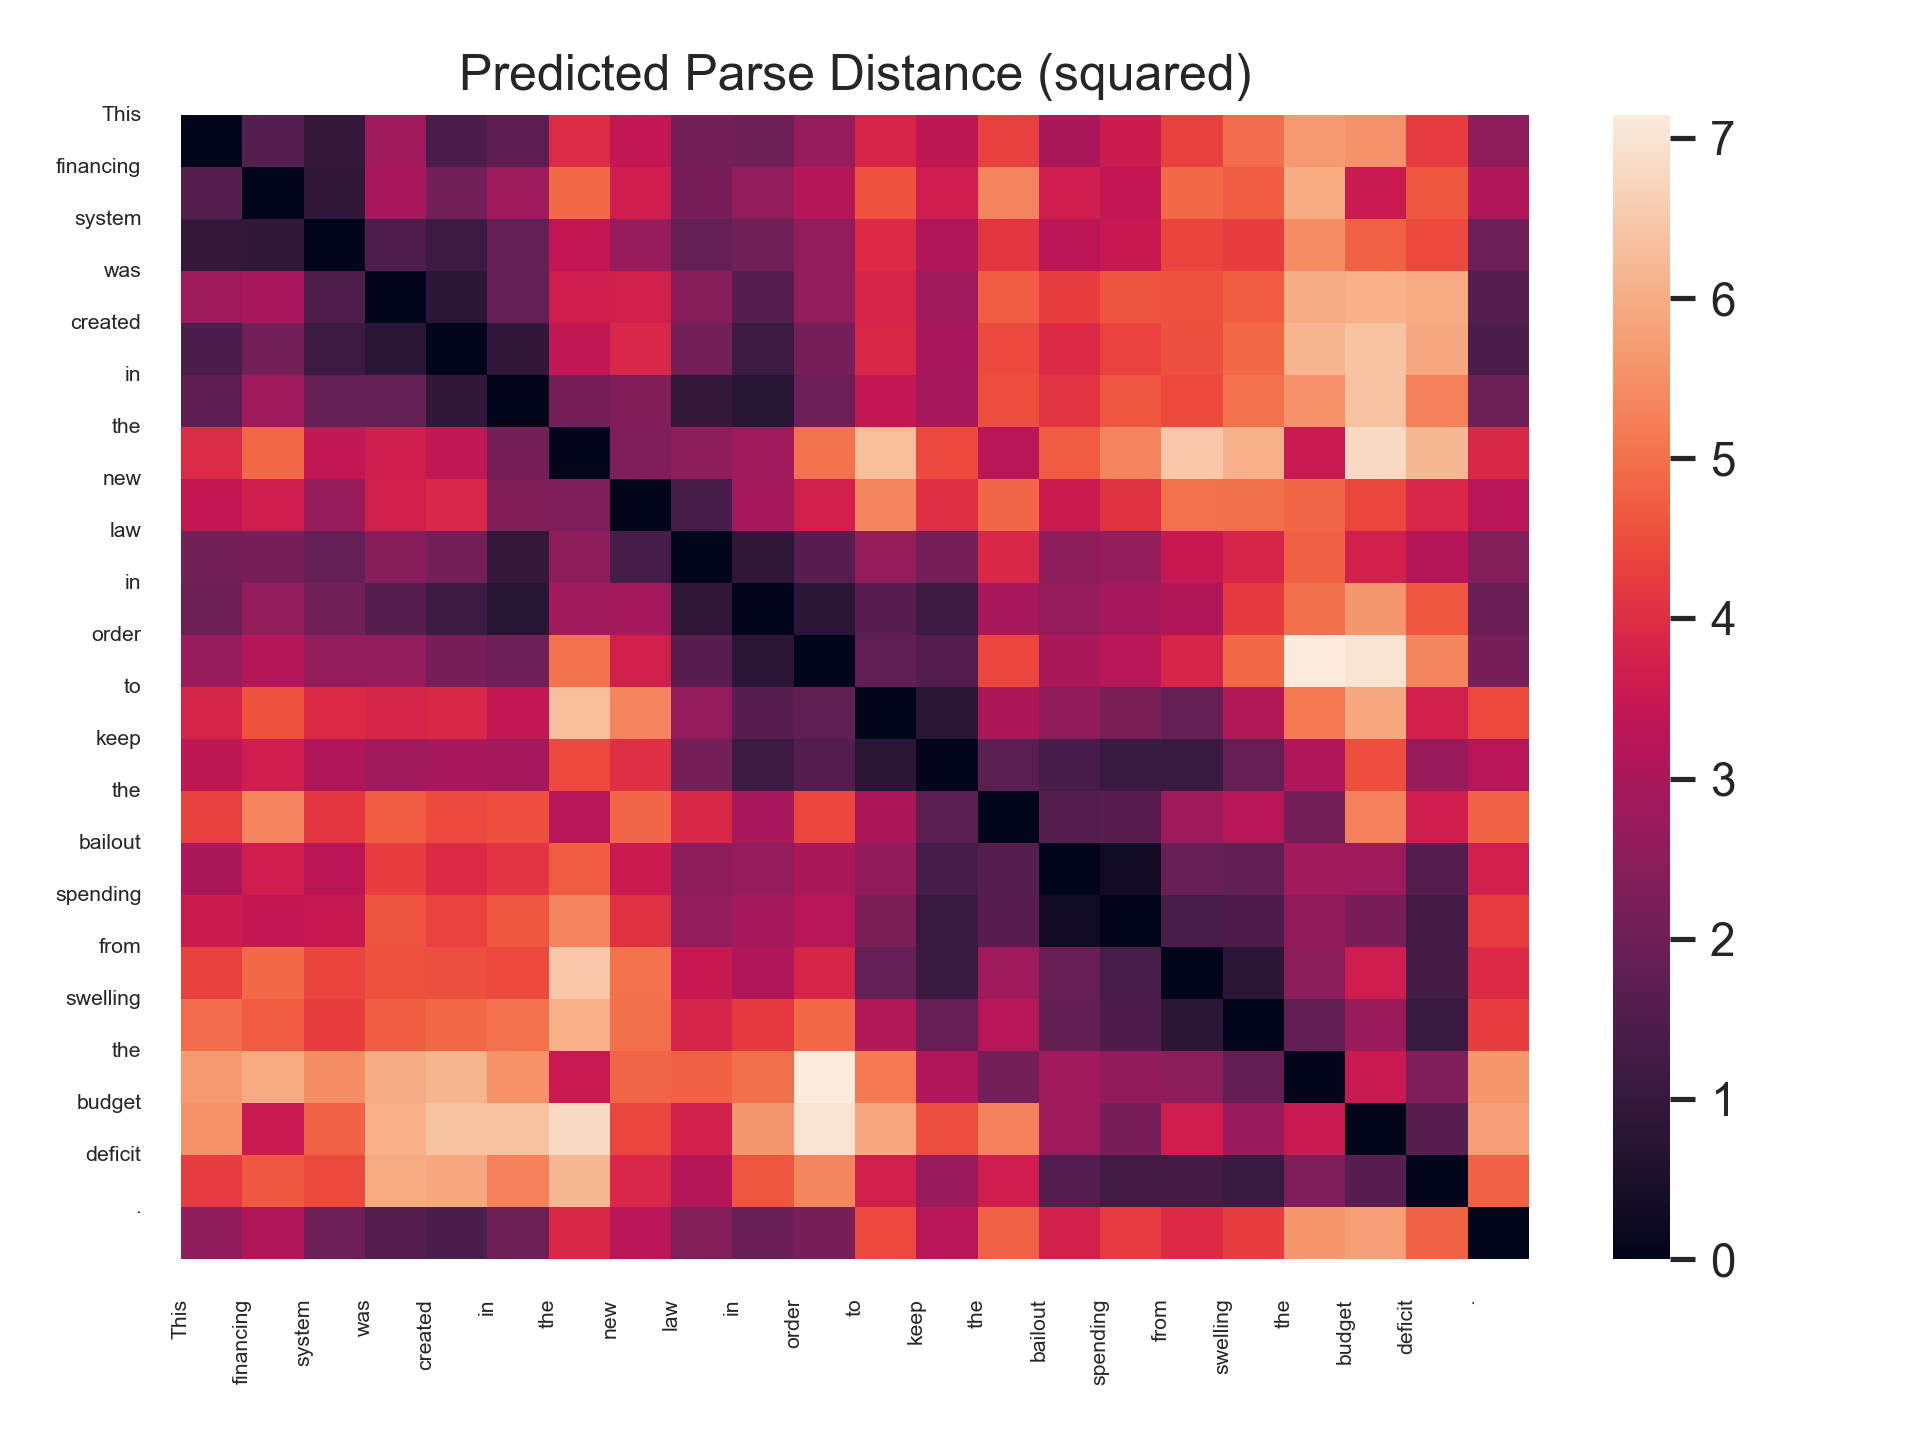 Predicted Parse Distance (squared)
This
financing
system
was
created
in
the
new
law
in
order
to
keep
the
bailout
spending
from
swelling
the
budget
deficit
.
7
6
5
4
3
2
1
0
This
financing
system
was
created
in
the
new
law
in
order
to
keep
the
bailout
spending
from
swelling
the
budget
deficit
.